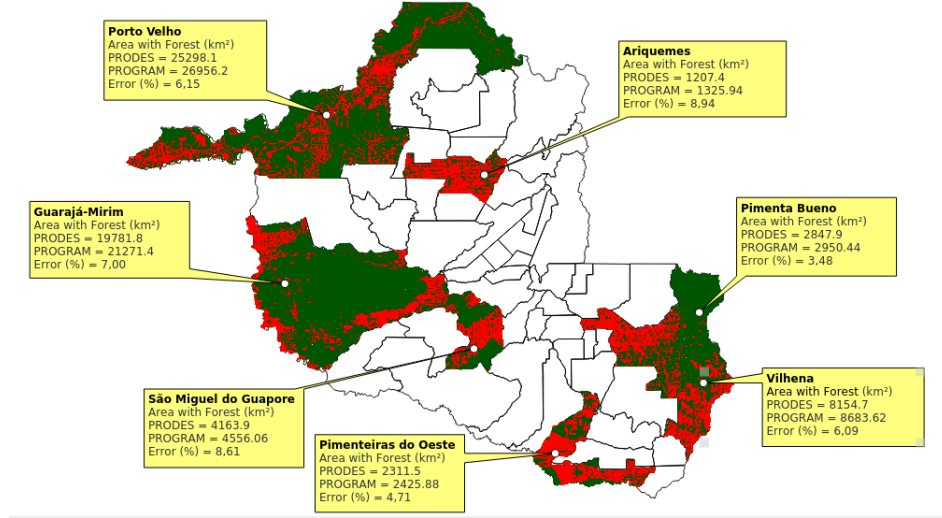 Porto Velho
Area with Forest (km²)
PRODES = 25298.1
PROGRAM = 26956.2
Error (%) = 6,15
Ariquemes
Area with Forest (km²)
PRODES = 1207.4
PROGRAM = 1325.94
Error (%) = 8,94
Guarajá-Mirim
Area with Forest (km²)
PRODES = 19781.8
PROGRAM = 21271.4
Error (%) = 7,00
Pimenta Bueno
Area with Forest (km²)
PRODES = 2847.9
PROGRAM = 2950.44
Error (%) = 3,48
São Miguel do Guapore
Area with Forest (km²)
PRODES = 4163.9
PROGRAM = 4556.06
Error (%) = 8,61
Vilhena
Area with Forest (km²)
PRODES = 8154.7
PROGRAM = 8683.62
Error (%) = 6,09
Pimenteiras do Oeste
Area with Forest (km²)
PRODES = 2311.5
PROGRAM = 2425.88
Error (%) = 4,71